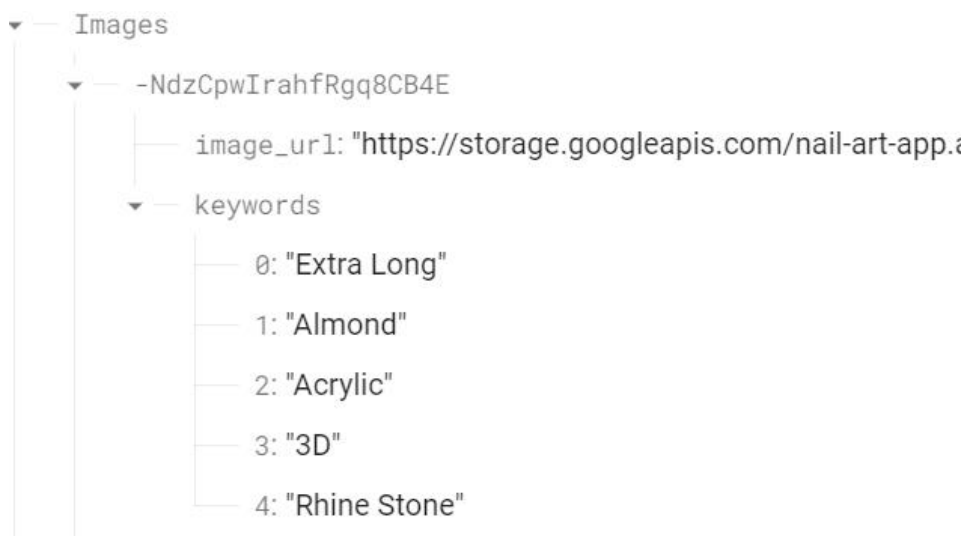 Images
-NdzCpwIrahfRgq8CB4E
image_url: "https://storage.googleapis.com/nail-art-app.a
keywords
0: "Extra Long"
1: "Almond"
2: "Acrylic"
3: "3D"
4: "Rhine Stone"